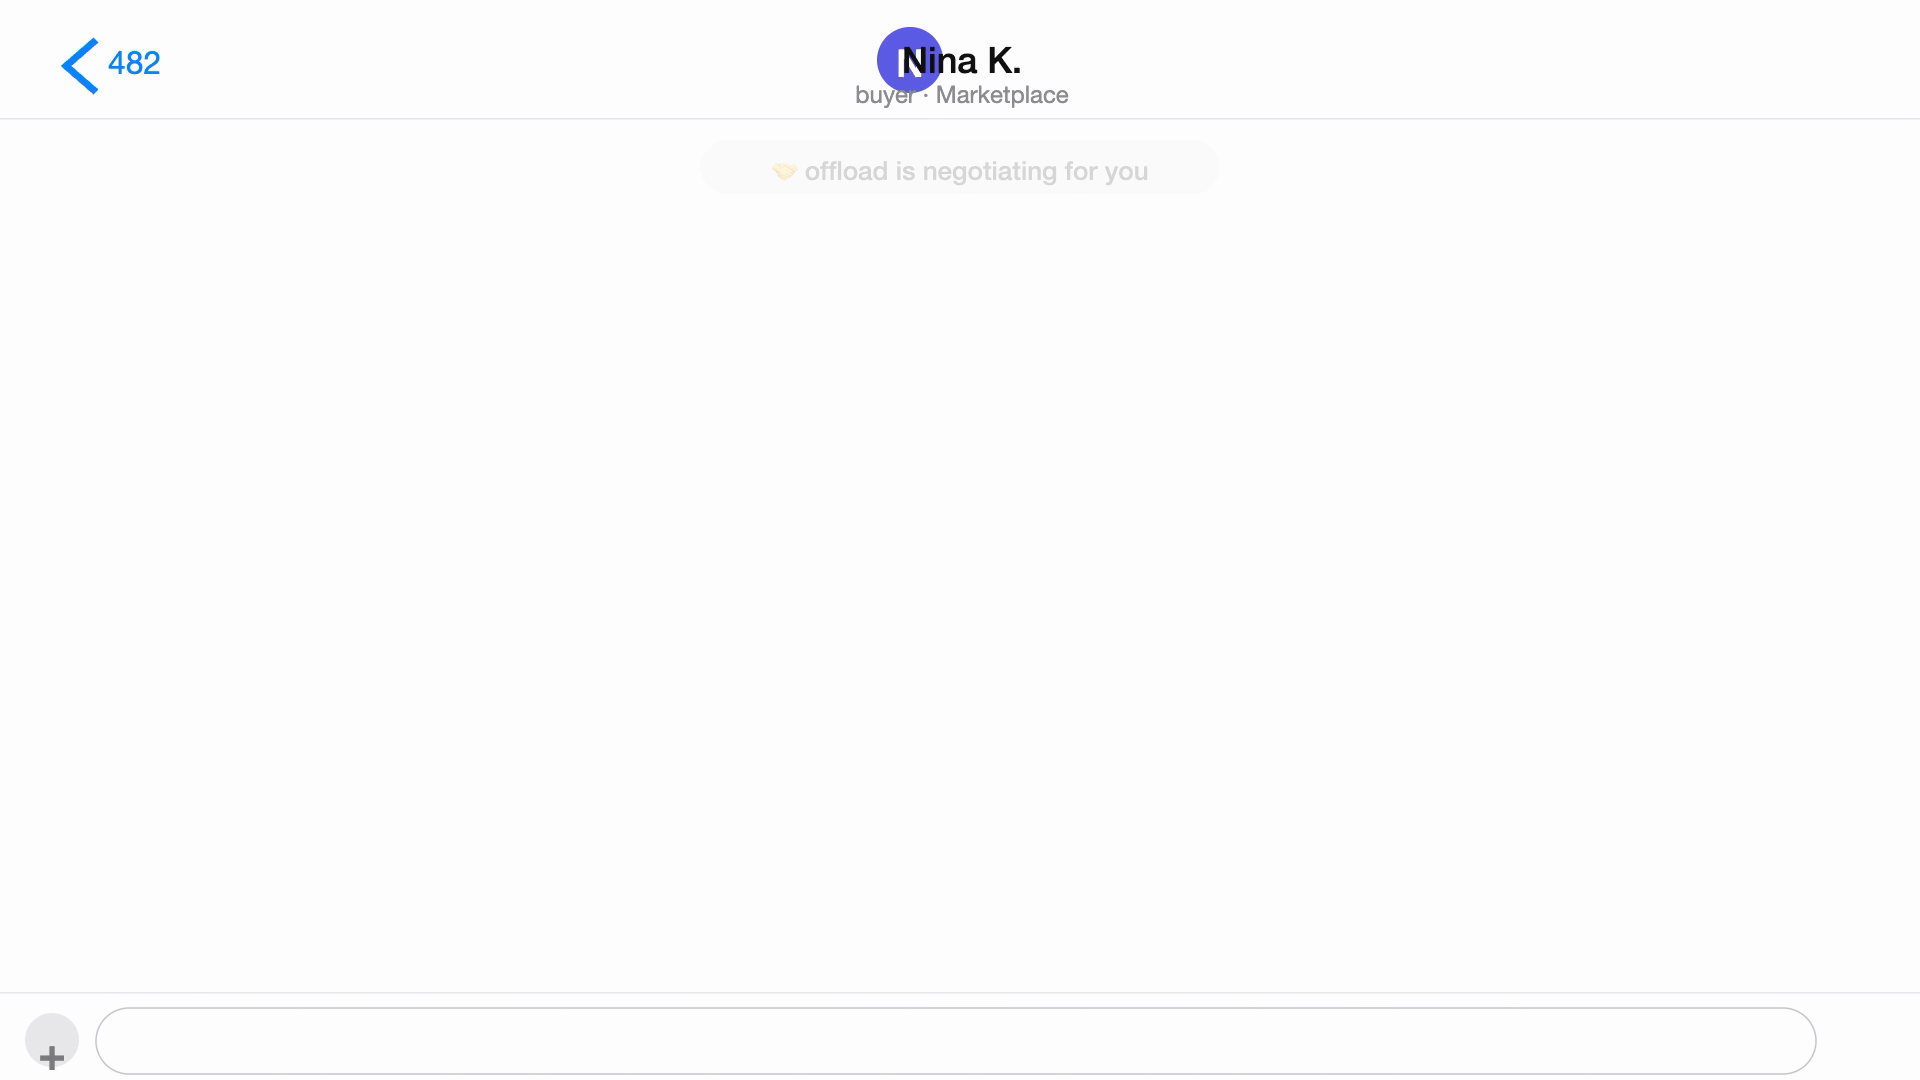 482
N
Nina K.
buyer · Marketplace
🤝 offload is negotiating for you
+